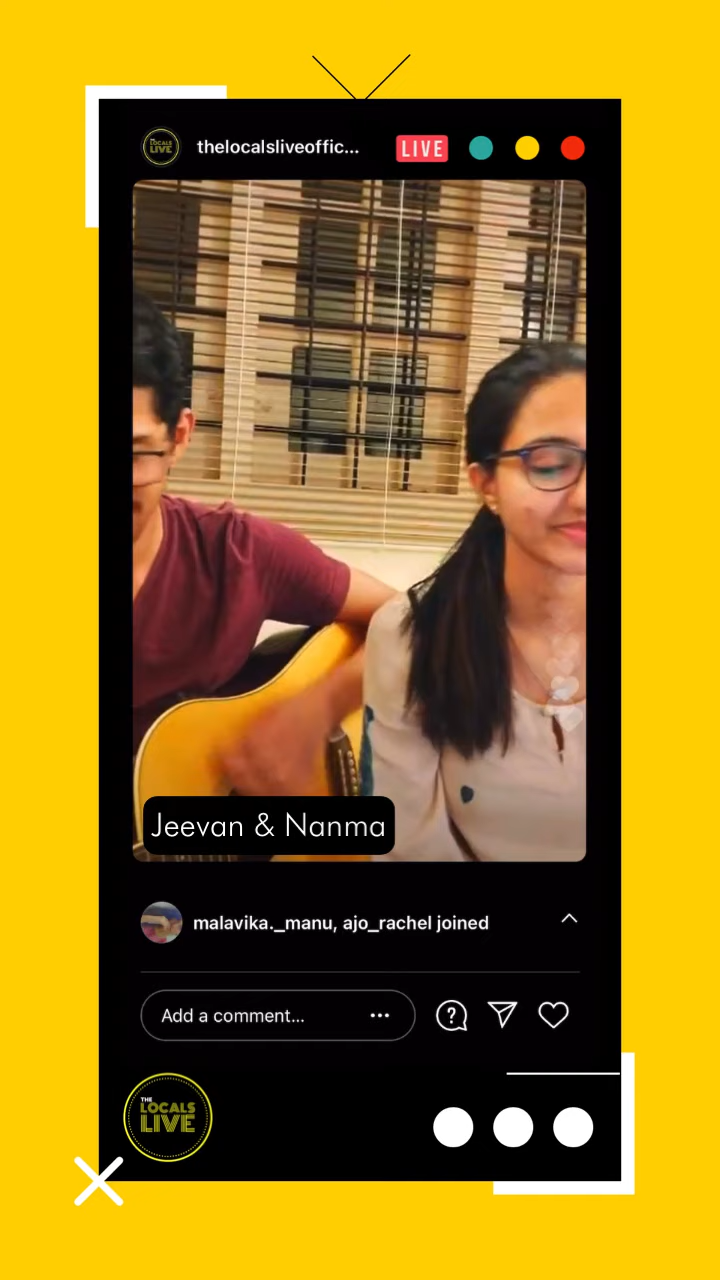 THE
LOCALS
LIVE
thelocalsliveoffic...
LIVE
Jeevan & Nanma
malavika._manu, ajo_rachel joined
Add a comment...
THE
LOCALS
LIVE